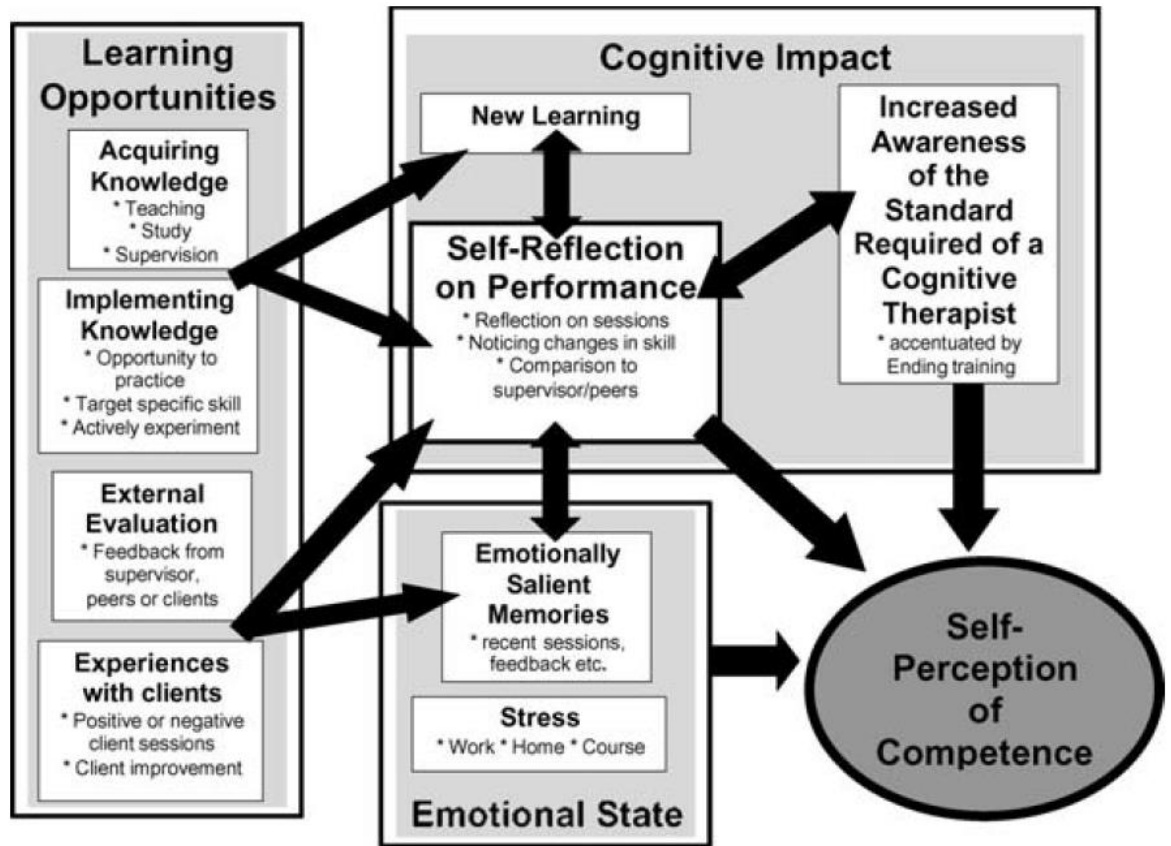 Learning
Opportunities
Acquiring
Knowledge
* Teaching
* Study
* Supervision
Implementing
Knowledge
* Opportunity to
practice
* Target specific skill
* Actively experiment
External
Evaluation
* Feedback from
supervisor,
peers or clients
Experiences
with clients
* Positive or negative
client sessions
* Client improvement
Cognitive Impact
New Learning
Self-Reflection
on Performance
* Reflection on sessions
* Noticing changes in skill
* Comparison to
supervisor/peers
Increased
Awareness
of the
Standard
Required of a
Cognitive
Therapist
* accentuated by
Ending training
Emotionally
Salient
Memories
* recent sessions,
feedback etc.
Stress
* Work * Home * Course
Emotional State
Self-
Perception
of
Competence